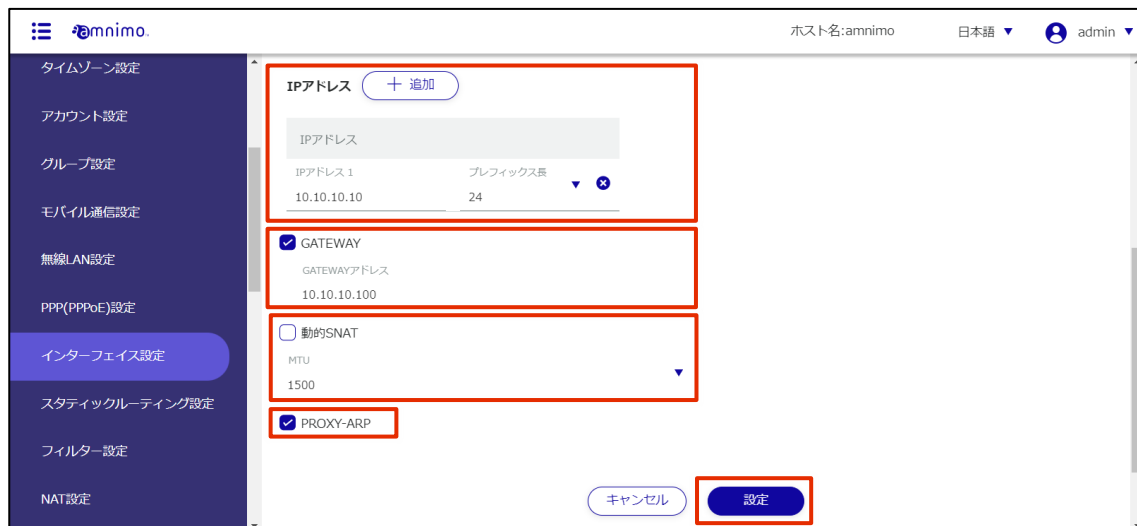 amnimo.
ホスト名:amnimo
日本語
admin
タイムゾーン設定
アカウント設定
グループ設定
モバイル通信設定
無線LAN設定
PPP(PPPoE)設定
インターフェイス設定
スタティックルーティング設定
フィルター設定
NAT設定
IPアドレス
追加
IPアドレス
IPアドレス 1
プレフィックス長
10.10.10.10
24
GATEWAY
GATEWAYアドレス
10.10.10.100
動的SNAT
MTU
1500
PROXY-ARP
キャンセル
設定